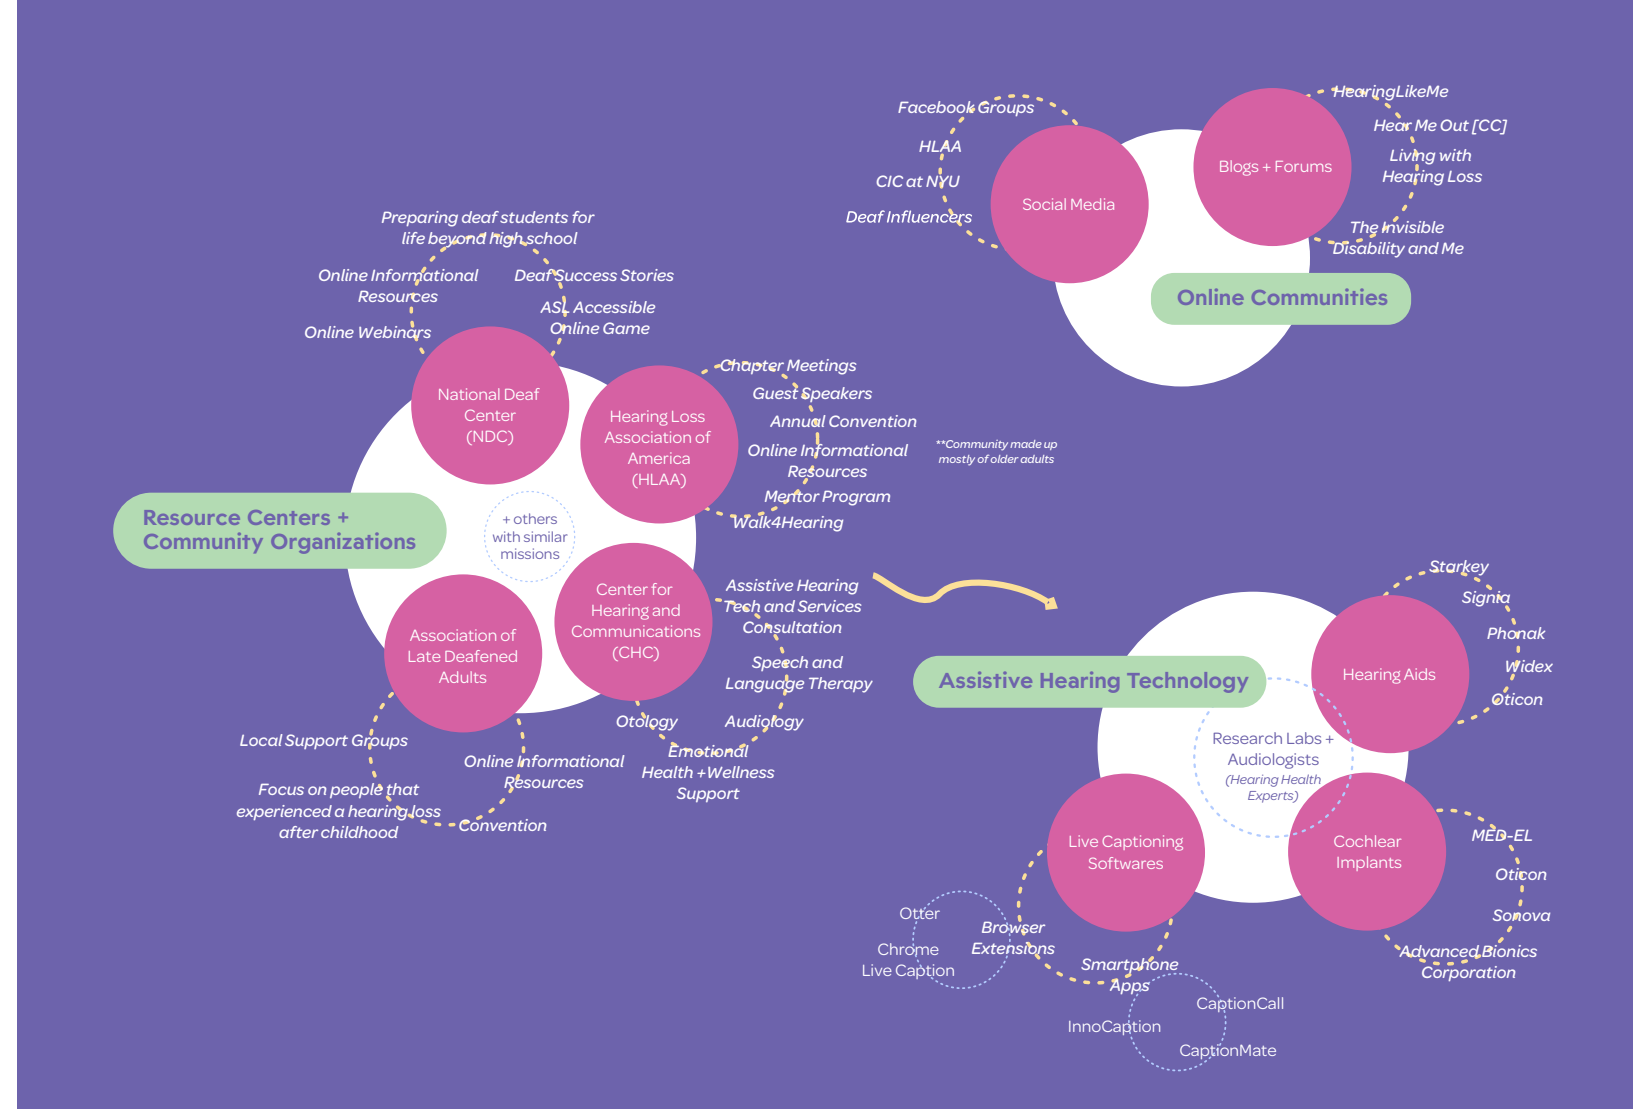 Facebook Groups
HLAA
CIC at NYU
Deaf Influencers
Social Media
Blogs + Forums
HearingLikeMe
Hear Me Out [CC]
Living with
Hearing Loss
The Invisible
Disability and Me
Online Communities
Preparing deaf students for
life beyond high school
Online Informational
Resources
Online Webinars
Deaf Success Stories
ASL Accessible
Online Game
National Deaf
Center
(NDC)
Hearing Loss
Association of
America
(HLAA)
Chapter Meetings
Guest Speakers
Annual Convention
Online Informational
Resources
Mentor Program
Walk4Hearing
**Community made up
mostly of older adults
Resource Centers +
Community Organizations
+ others
with similar
missions
Center for
Hearing and
Communications
(CHC)
Assistive Hearing
Tech and Services
Consultation
Speech and
Language Therapy
Audiology
Otology
Emotional
Health +Wellness
Support
Association of
Late Deafened
Adults
Local Support Groups
Focus on people that
experienced a hearing loss
after childhood
Online Informational
Resources
Convention
Assistive Hearing Technology
Hearing Aids
Starkey
Signia
Phonak
Widex
Oticon
Research Labs +
Audiologists
(Hearing Health
Experts)
Live Captioning
Softwares
Browser
Extensions
Otter
Chrome
Live Caption
Smartphone
Apps
CaptionCall
InnoCaption
CaptionMate
Cochlear
Implants
MED-EL
Oticon
Sonova
Advanced Bionics
Corporation